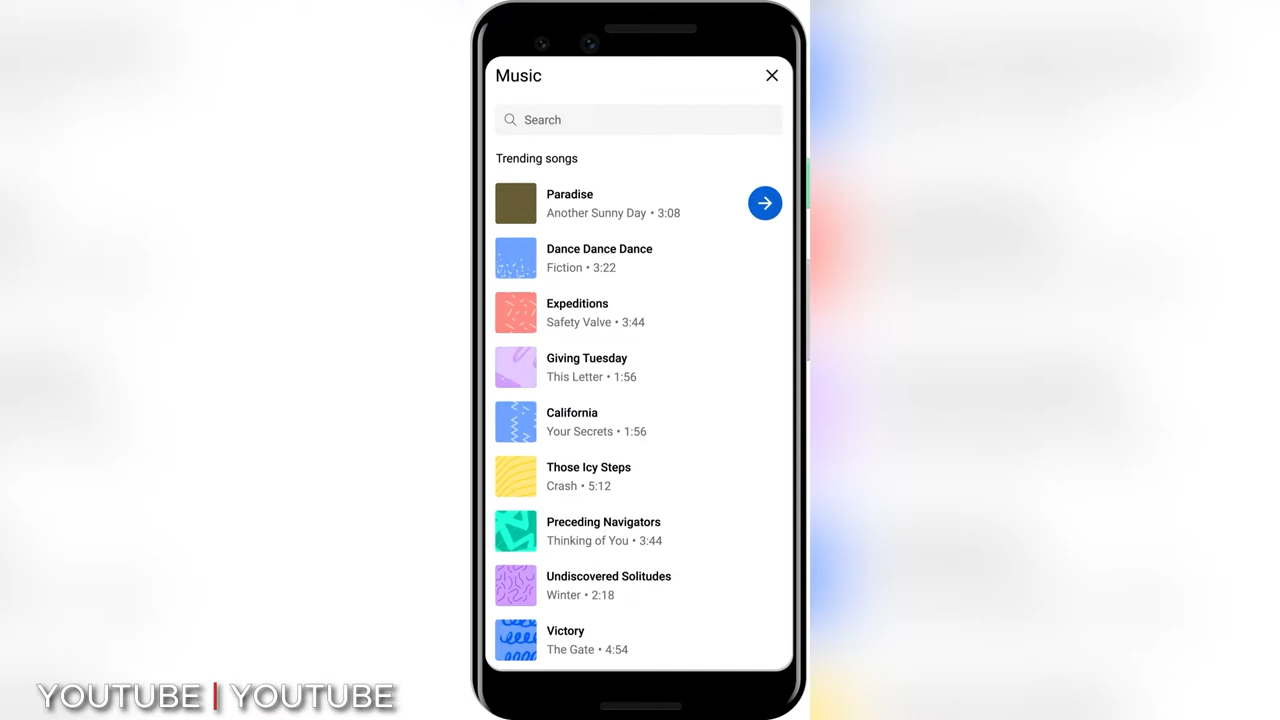 Music
Search
Trending songs
Paradise
Another Sunny Day • 3:08
Dance Dance Dance
Fiction • 3:22
Expeditions
Safety Valve • 3:44
Giving Tuesday
This Letter • 1:56
California
Your Secrets • 1:56
Those Icy Steps
Crash • 5:12
Preceding Navigators
Thinking of You • 3:44
Undiscovered Solitudes
Winter • 2:18
Victory
The Gate • 4:54
YOUTUBE | YOUTUBE